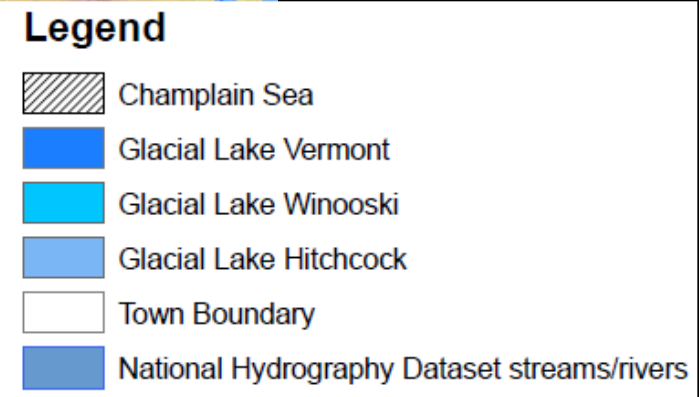 Legend
Champlain Sea
Glacial Lake Vermont
Glacial Lake Winooski
Glacial Lake Hitchcock
Town Boundary
National Hydrography Dataset streams/rivers